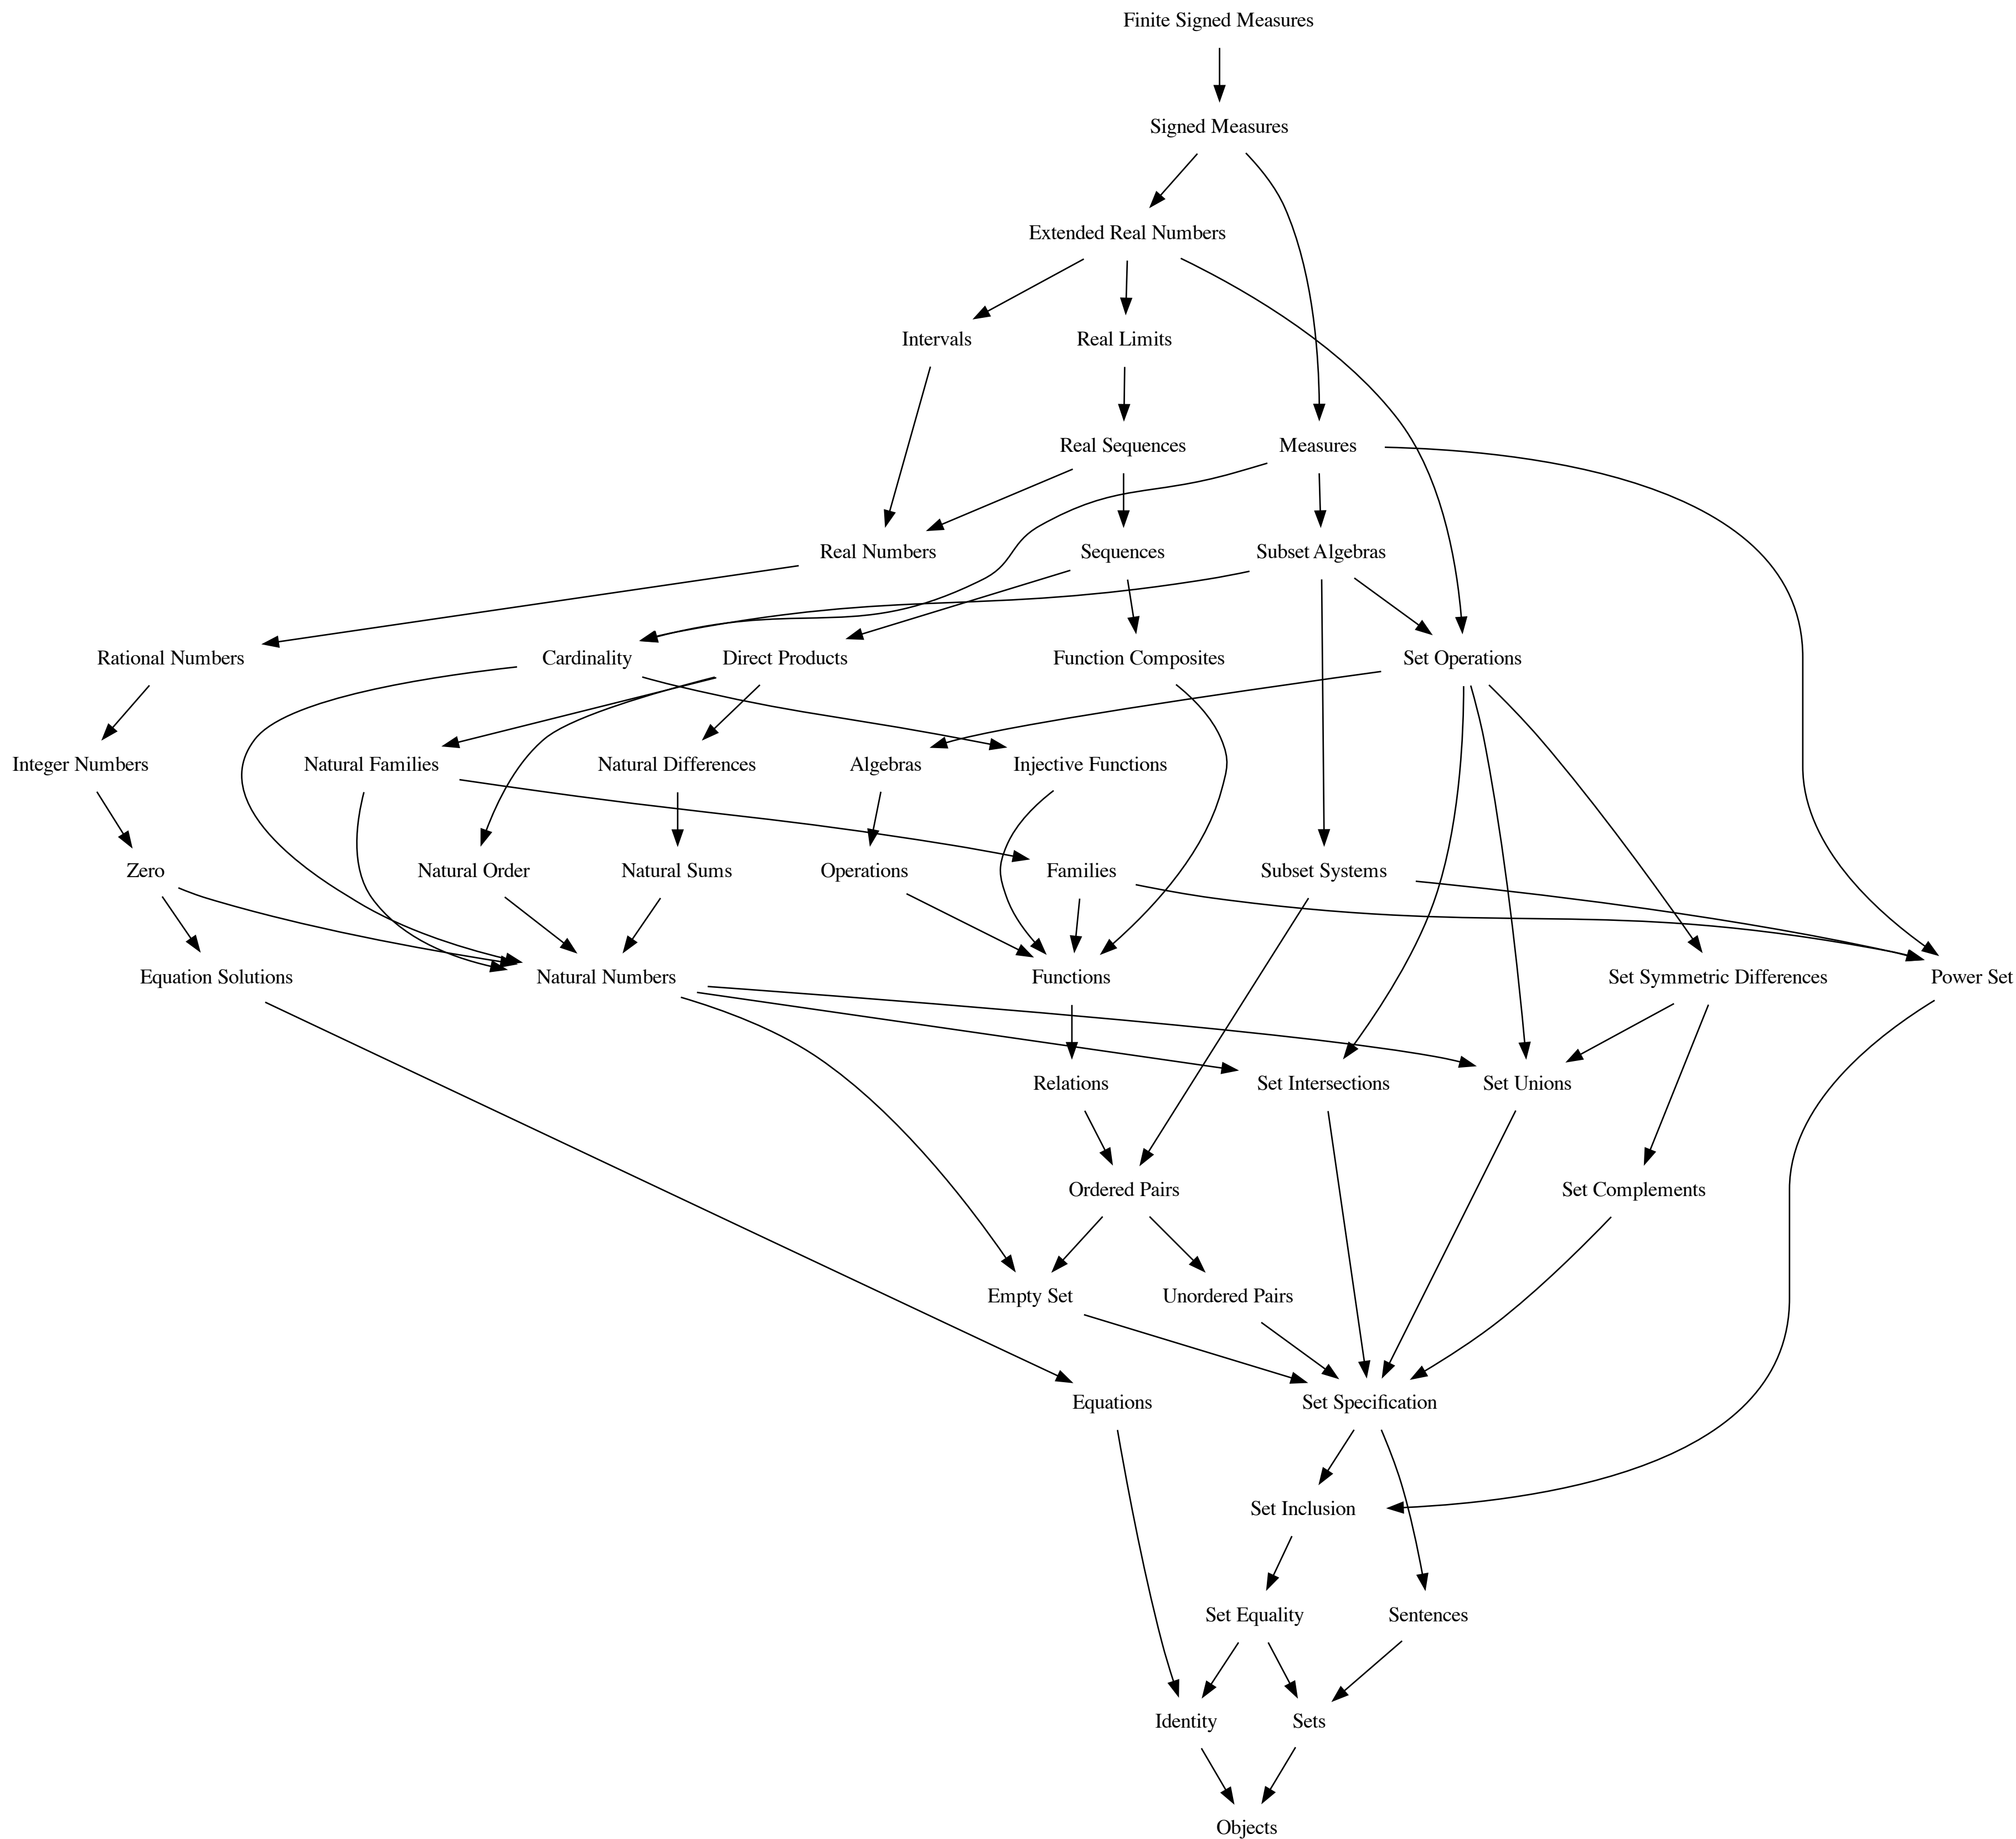 Finite Signed Measures
Signed Measures
Extended Real Numbers
Intervals
Real Limits
Real Sequences
Measures
Real Numbers
Sequences
Subset Algebras
Rational Numbers
Cardinality
Direct Products
Function Composites
Set Operations
Integer Numbers
Natural Families
Natural Differences
Algebras
Injective Functions
Zero
Natural Order
Natural Sums
Operations
Families
Subset Systems
Equation Solutions
Natural Numbers
Functions
Set Symmetric Differences
Power Set
Relations
Set Intersections
Set Unions
Ordered Pairs
Set Complements
Empty Set
Unordered Pairs
Equations
Set Specification
Set Inclusion
Set Equality
Sentences
Identity
Sets
Objects